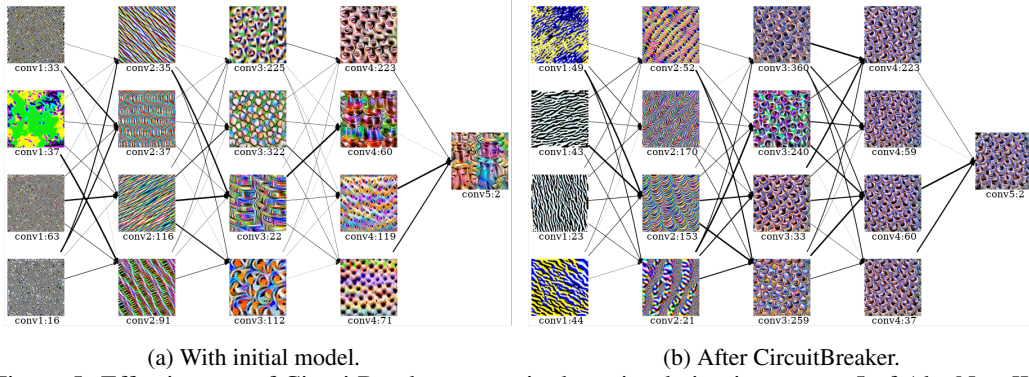 conv1:33 conv2:35 conv3:225 conv4:223
conv1:37 conv2:37 conv3:322 conv4:60
conv5:2
conv1:63 conv2:116 conv3:22 conv4:119
conv1:16 conv2:91 conv3:112 conv4:71
(a) With initial model.
conv1:49 conv2:52 conv3:360 conv4:223
conv1:43 conv2:170 conv3:240 conv4:59
conv5:2
conv1:23 conv2:153 conv3:33 conv4:60
conv1:44 conv2:21 conv3:259 conv4:37
(b) After CircuitBreaker.